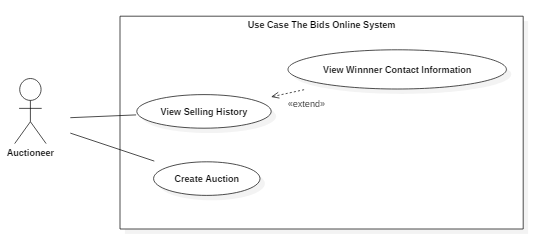 Use Case The Bids Online System
View Winnner Contact Information
«extend»
View Selling History
Auctioneer
Create Auction